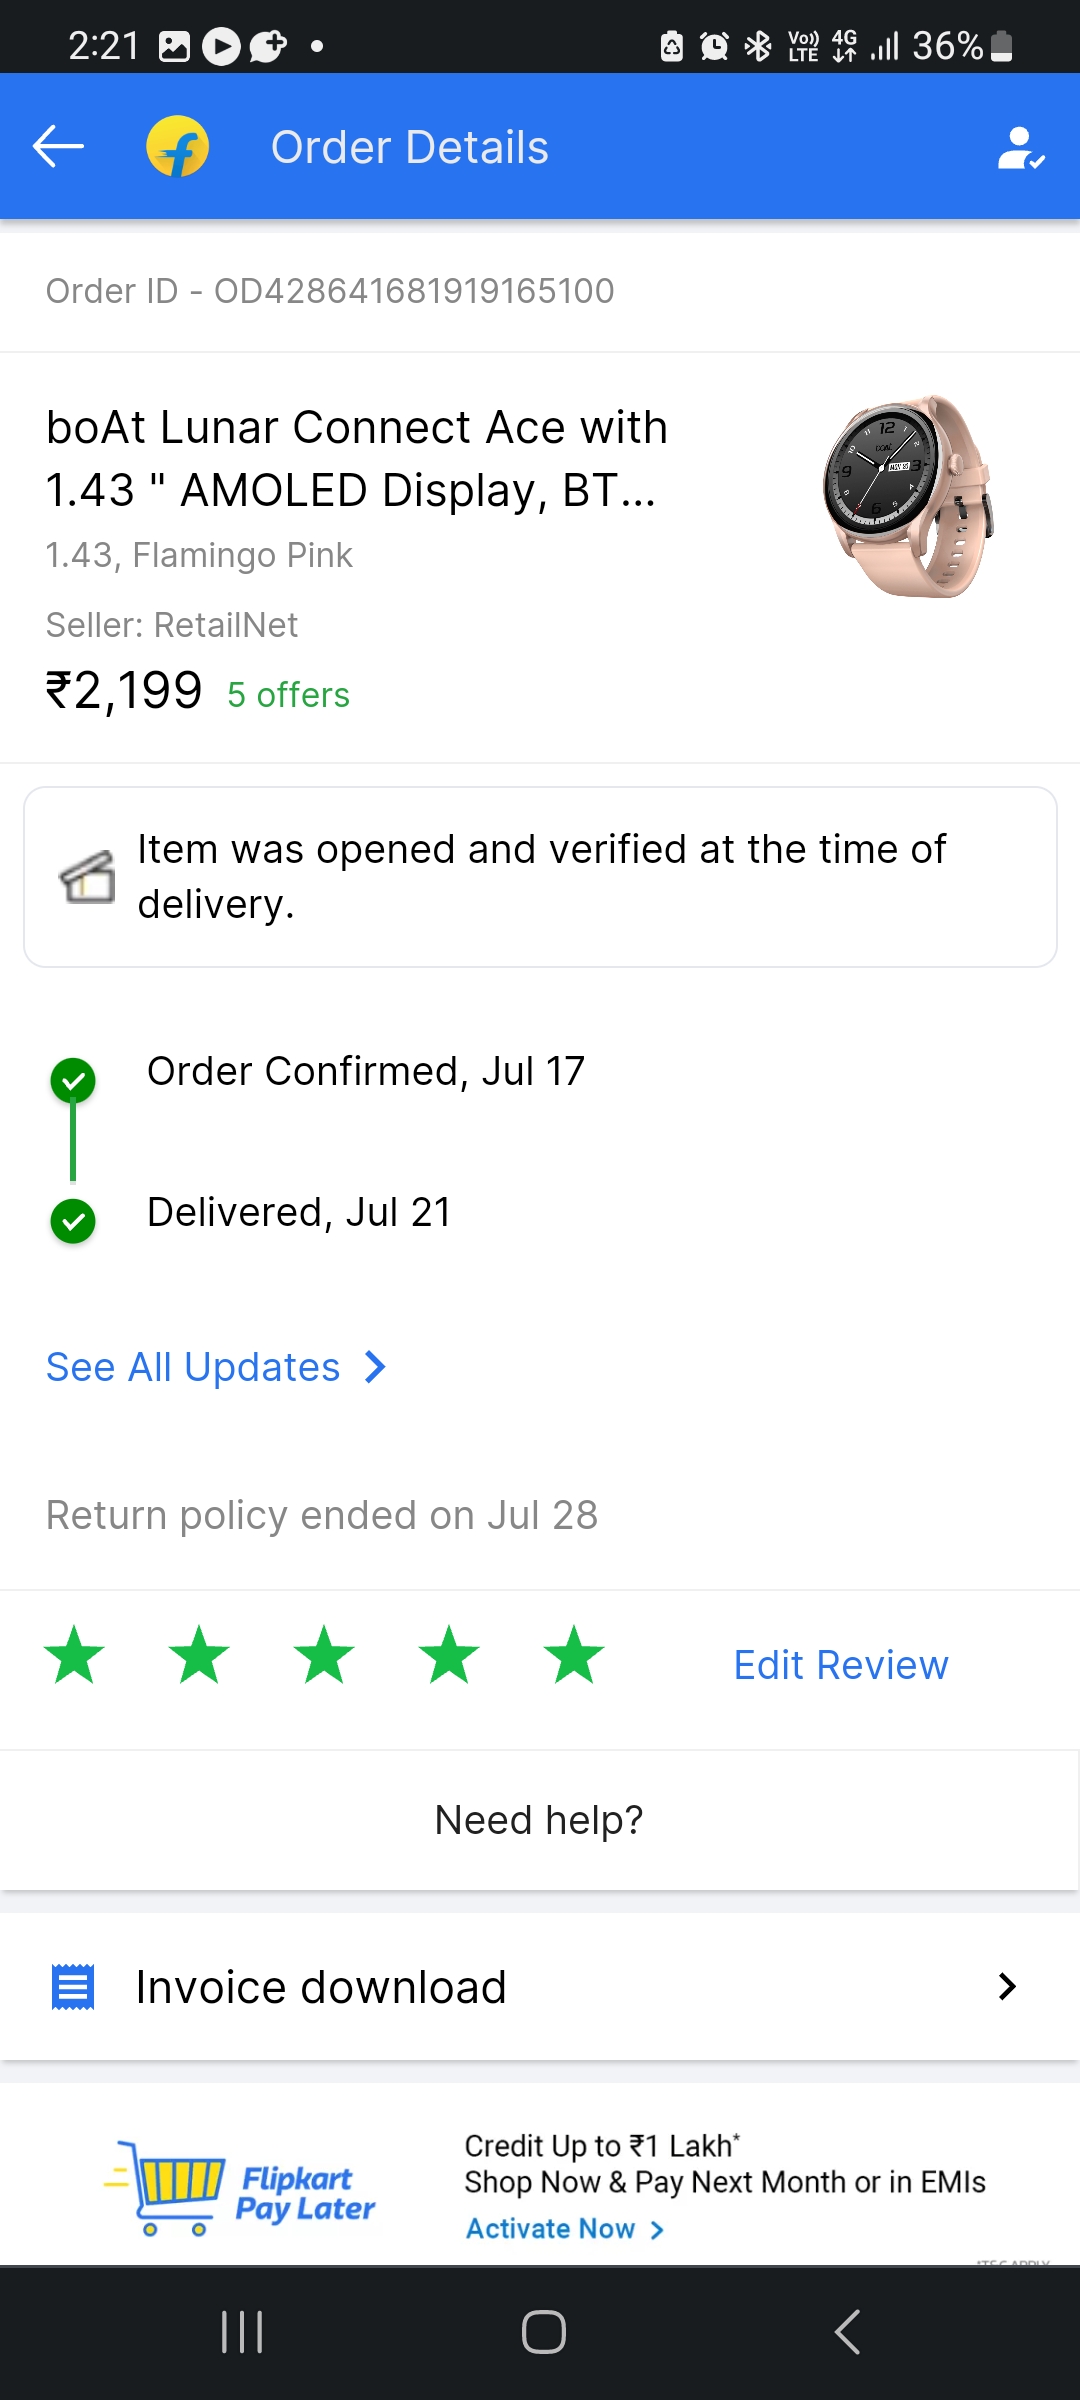 2:21
Vo)) LTE 4G 36%
Order Details
Order ID - OD428641681919165100
boAt Lunar Connect Ace with
1.43 " AMOLED Display, BT...
1.43, Flamingo Pink
Seller: RetailNet
₹2,199 5 offers
Item was opened and verified at the time of
delivery.
Order Confirmed, Jul 17
Delivered, Jul 21
See All Updates
Return policy ended on Jul 28
Edit Review
Need help?
Invoice download
Flipkart
Pay Later
Credit Up to ₹1 Lakh*
Shop Now & Pay Next Month or in EMIs
Activate Now